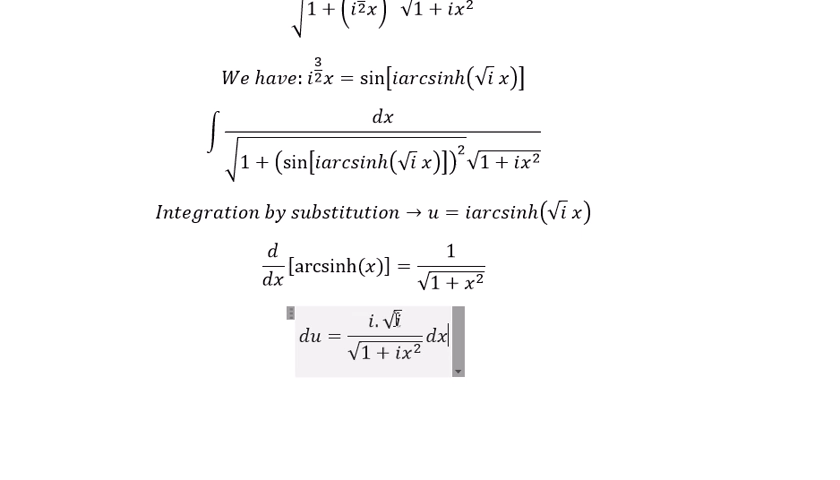 √1 + (i^{3/2}x) √1 + ix²
We have: i^{3/2}x = sin[iarcsinh(√i x)]
∫ dx / (√(1 + (sin[iarcsinh(√i x)])²) √(1 + ix²))
Integration by substitution → u = iarcsinh(√i x)
d/dx [arcsinh(x)] = 1/√(1 + x²)
du = i.√i/√(1 + ix²) dx